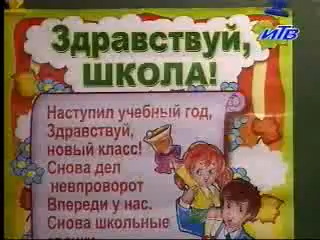 ИТВ
Здравствуй,
ШКОЛА!
Наступил учебный год,
Здравствуй,
новый класс!
Снова дел
невпроворот
Впереди у нас.
Снова школьные